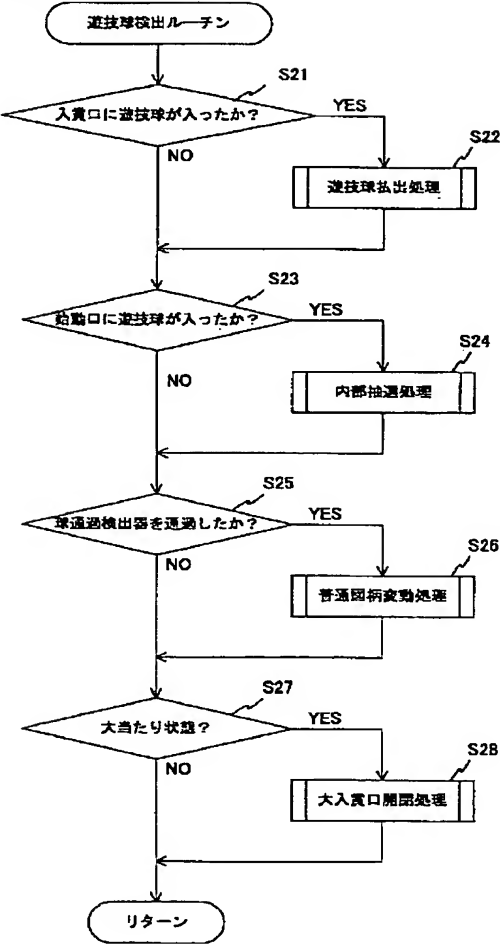 遊技球検出ルーチン
S21
入賞口に遊技球が入ったか？
YES
NO
S22
遊技球払出処理
S23
始動口に遊技球が入ったか？
YES
NO
S24
内部抽選処理
S25
球通過検出器を通過したか？
YES
NO
S26
普通図柄変動処理
S27
大当たり状態？
YES
NO
S28
大入賞口開閉処理
リターン